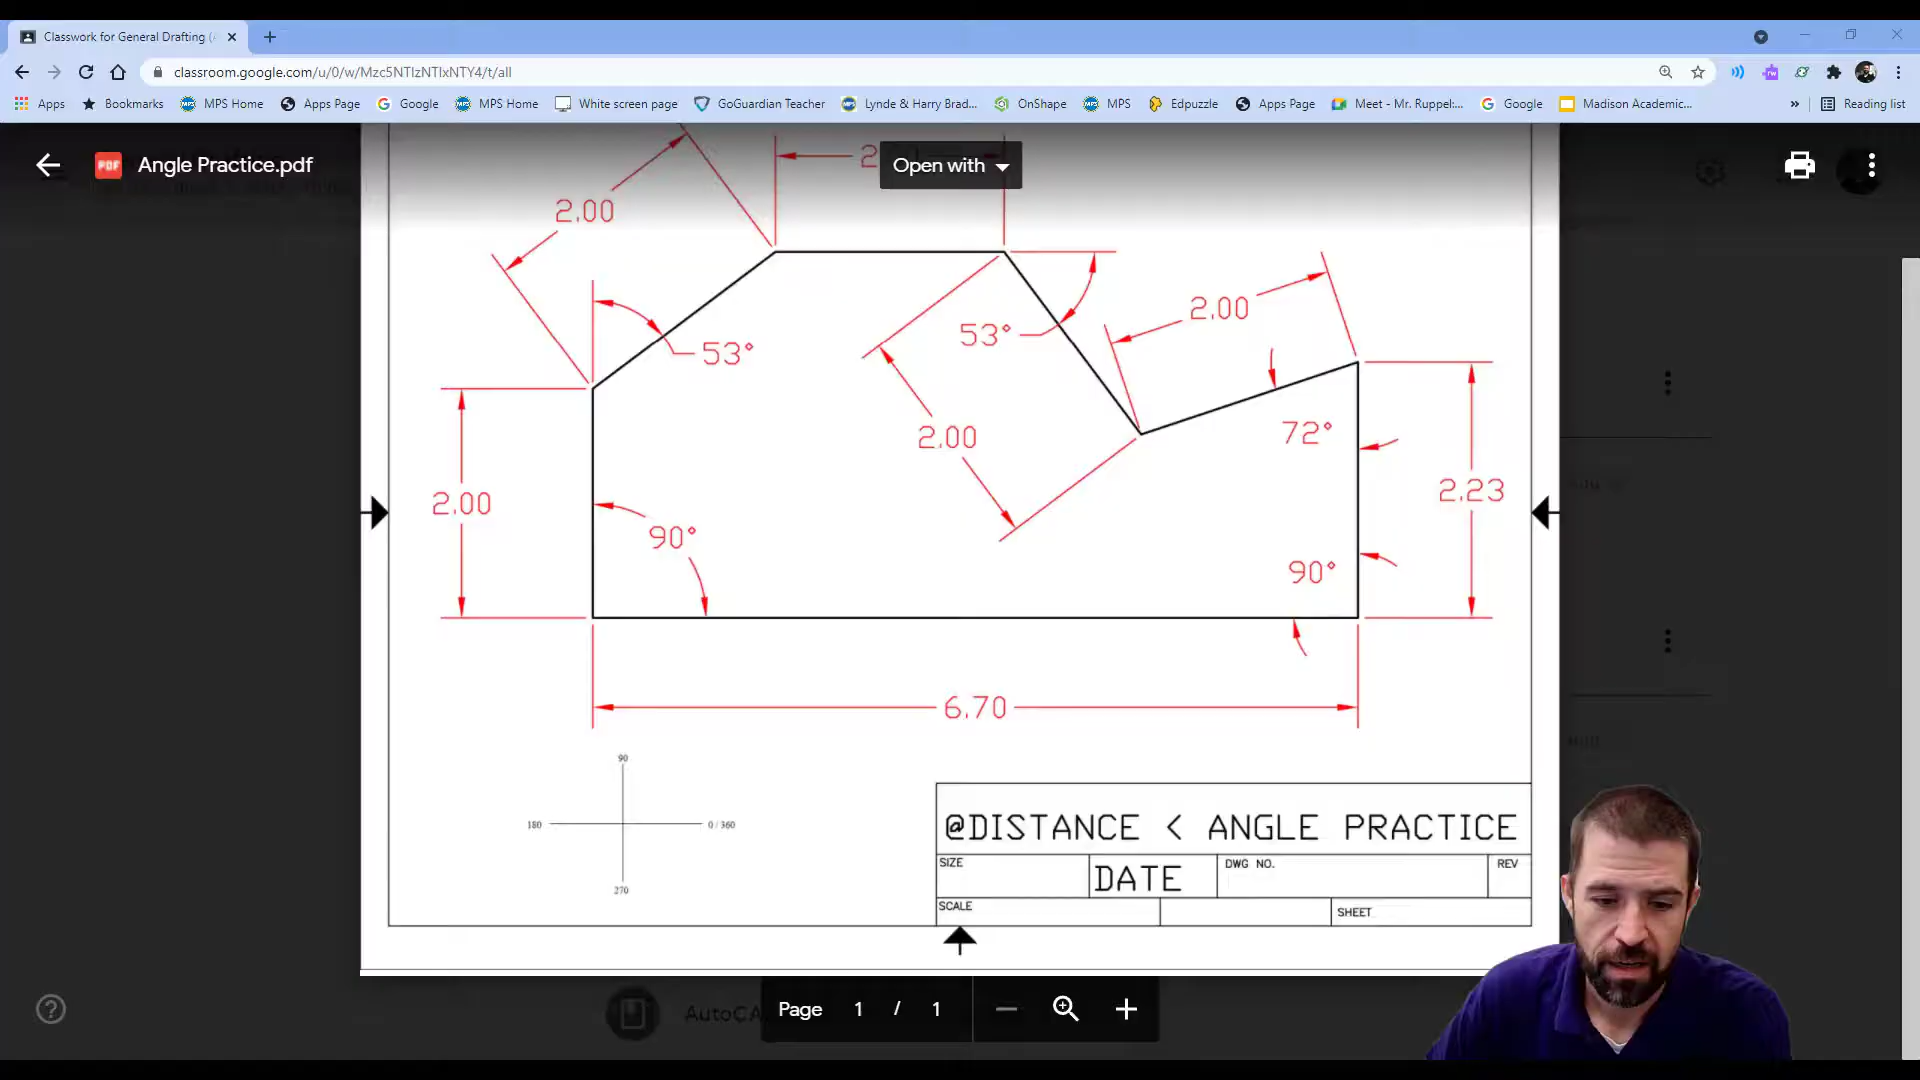 Classwork for General Drafting (
classroom.google.com/u/0/w/Mzc5NTIzNTIxNTY4/t/all
Apps Bookmarks MPS Home Apps Page Google MPS Home White screen page GoGuardian Teacher Lynde & Harry Brad... OnShape MPS Edpuzzle Apps Page Meet - Mr. Ruppel:... Google Madison Academic... » Reading list
PDF Angle Practice.pdf
Open with
2.00
53°
53°
2.00
2.00
72°
2.00
2.23
90°
90°
6.70
90
180
0 / 360
270
@DISTANCE < ANGLE PRACTICE
SIZE
DATE
DWG NO.
REV
SCALE
SHEET
AutoCA
Page 1 / 1